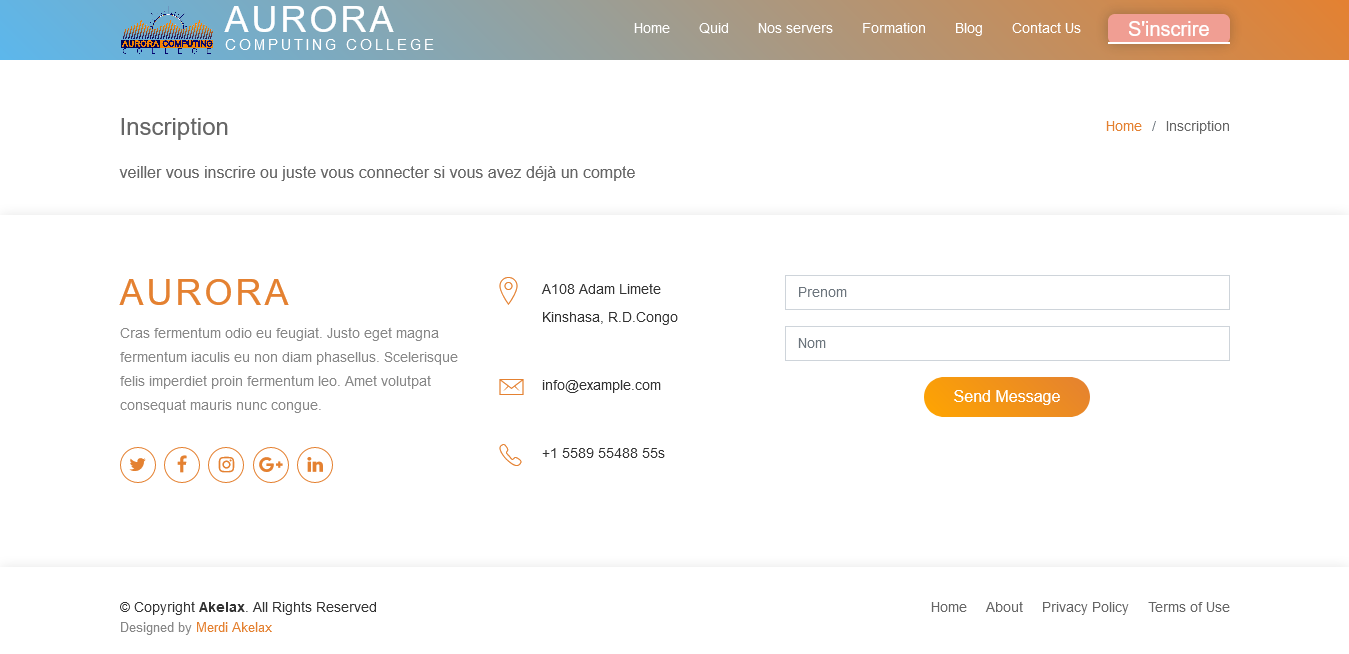 AURORA
COMPUTING COLLEGE
AURORA COMPUTING
COLLEGE
Home Quid Nos servers Formation Blog Contact Us S'inscrire
Inscription
Home / Inscription
veiller vous inscrire ou juste vous connecter si vous avez déjà un compte
AURORA
Cras fermentum odio eu feugiat. Justo eget magna
fermentum iaculis eu non diam phasellus. Scelerisque
felis imperdiet proin fermentum leo. Amet volutpat
consequat mauris nunc congue.
A108 Adam Limete
Kinshasa, R.D.Congo
info@example.com
+1 5589 55488 55s
Prenom
Nom
Send Message
© Copyright Akelax. All Rights Reserved
Designed by Merdi Akelax
Home About Privacy Policy Terms of Use